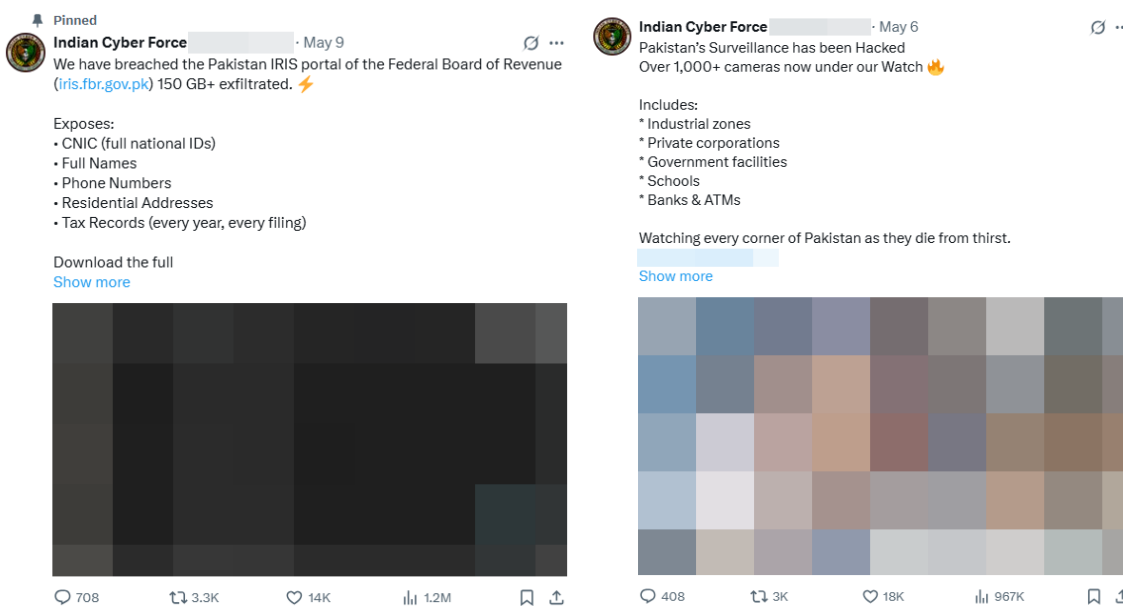 Pinned
Indian Cyber Force · May 9
We have breached the Pakistan IRIS portal of the Federal Board of Revenue
(iris.fbr.gov.pk) 150 GB+ exfiltrated. ⚡
Exposes:
• CNIC (full national IDs)
• Full Names
• Phone Numbers
• Residential Addresses
• Tax Records (every year, every filing)
Download the full
Show more
708 3.3K 14K 1.2M
Indian Cyber Force · May 6
Pakistan's Surveillance has been Hacked
Over 1,000+ cameras now under our Watch 🔥
Includes:
* Industrial zones
* Private corporations
* Government facilities
* Schools
* Banks & ATMs
Watching every corner of Pakistan as they die from thirst.
Show more
408 3K 18K 967K